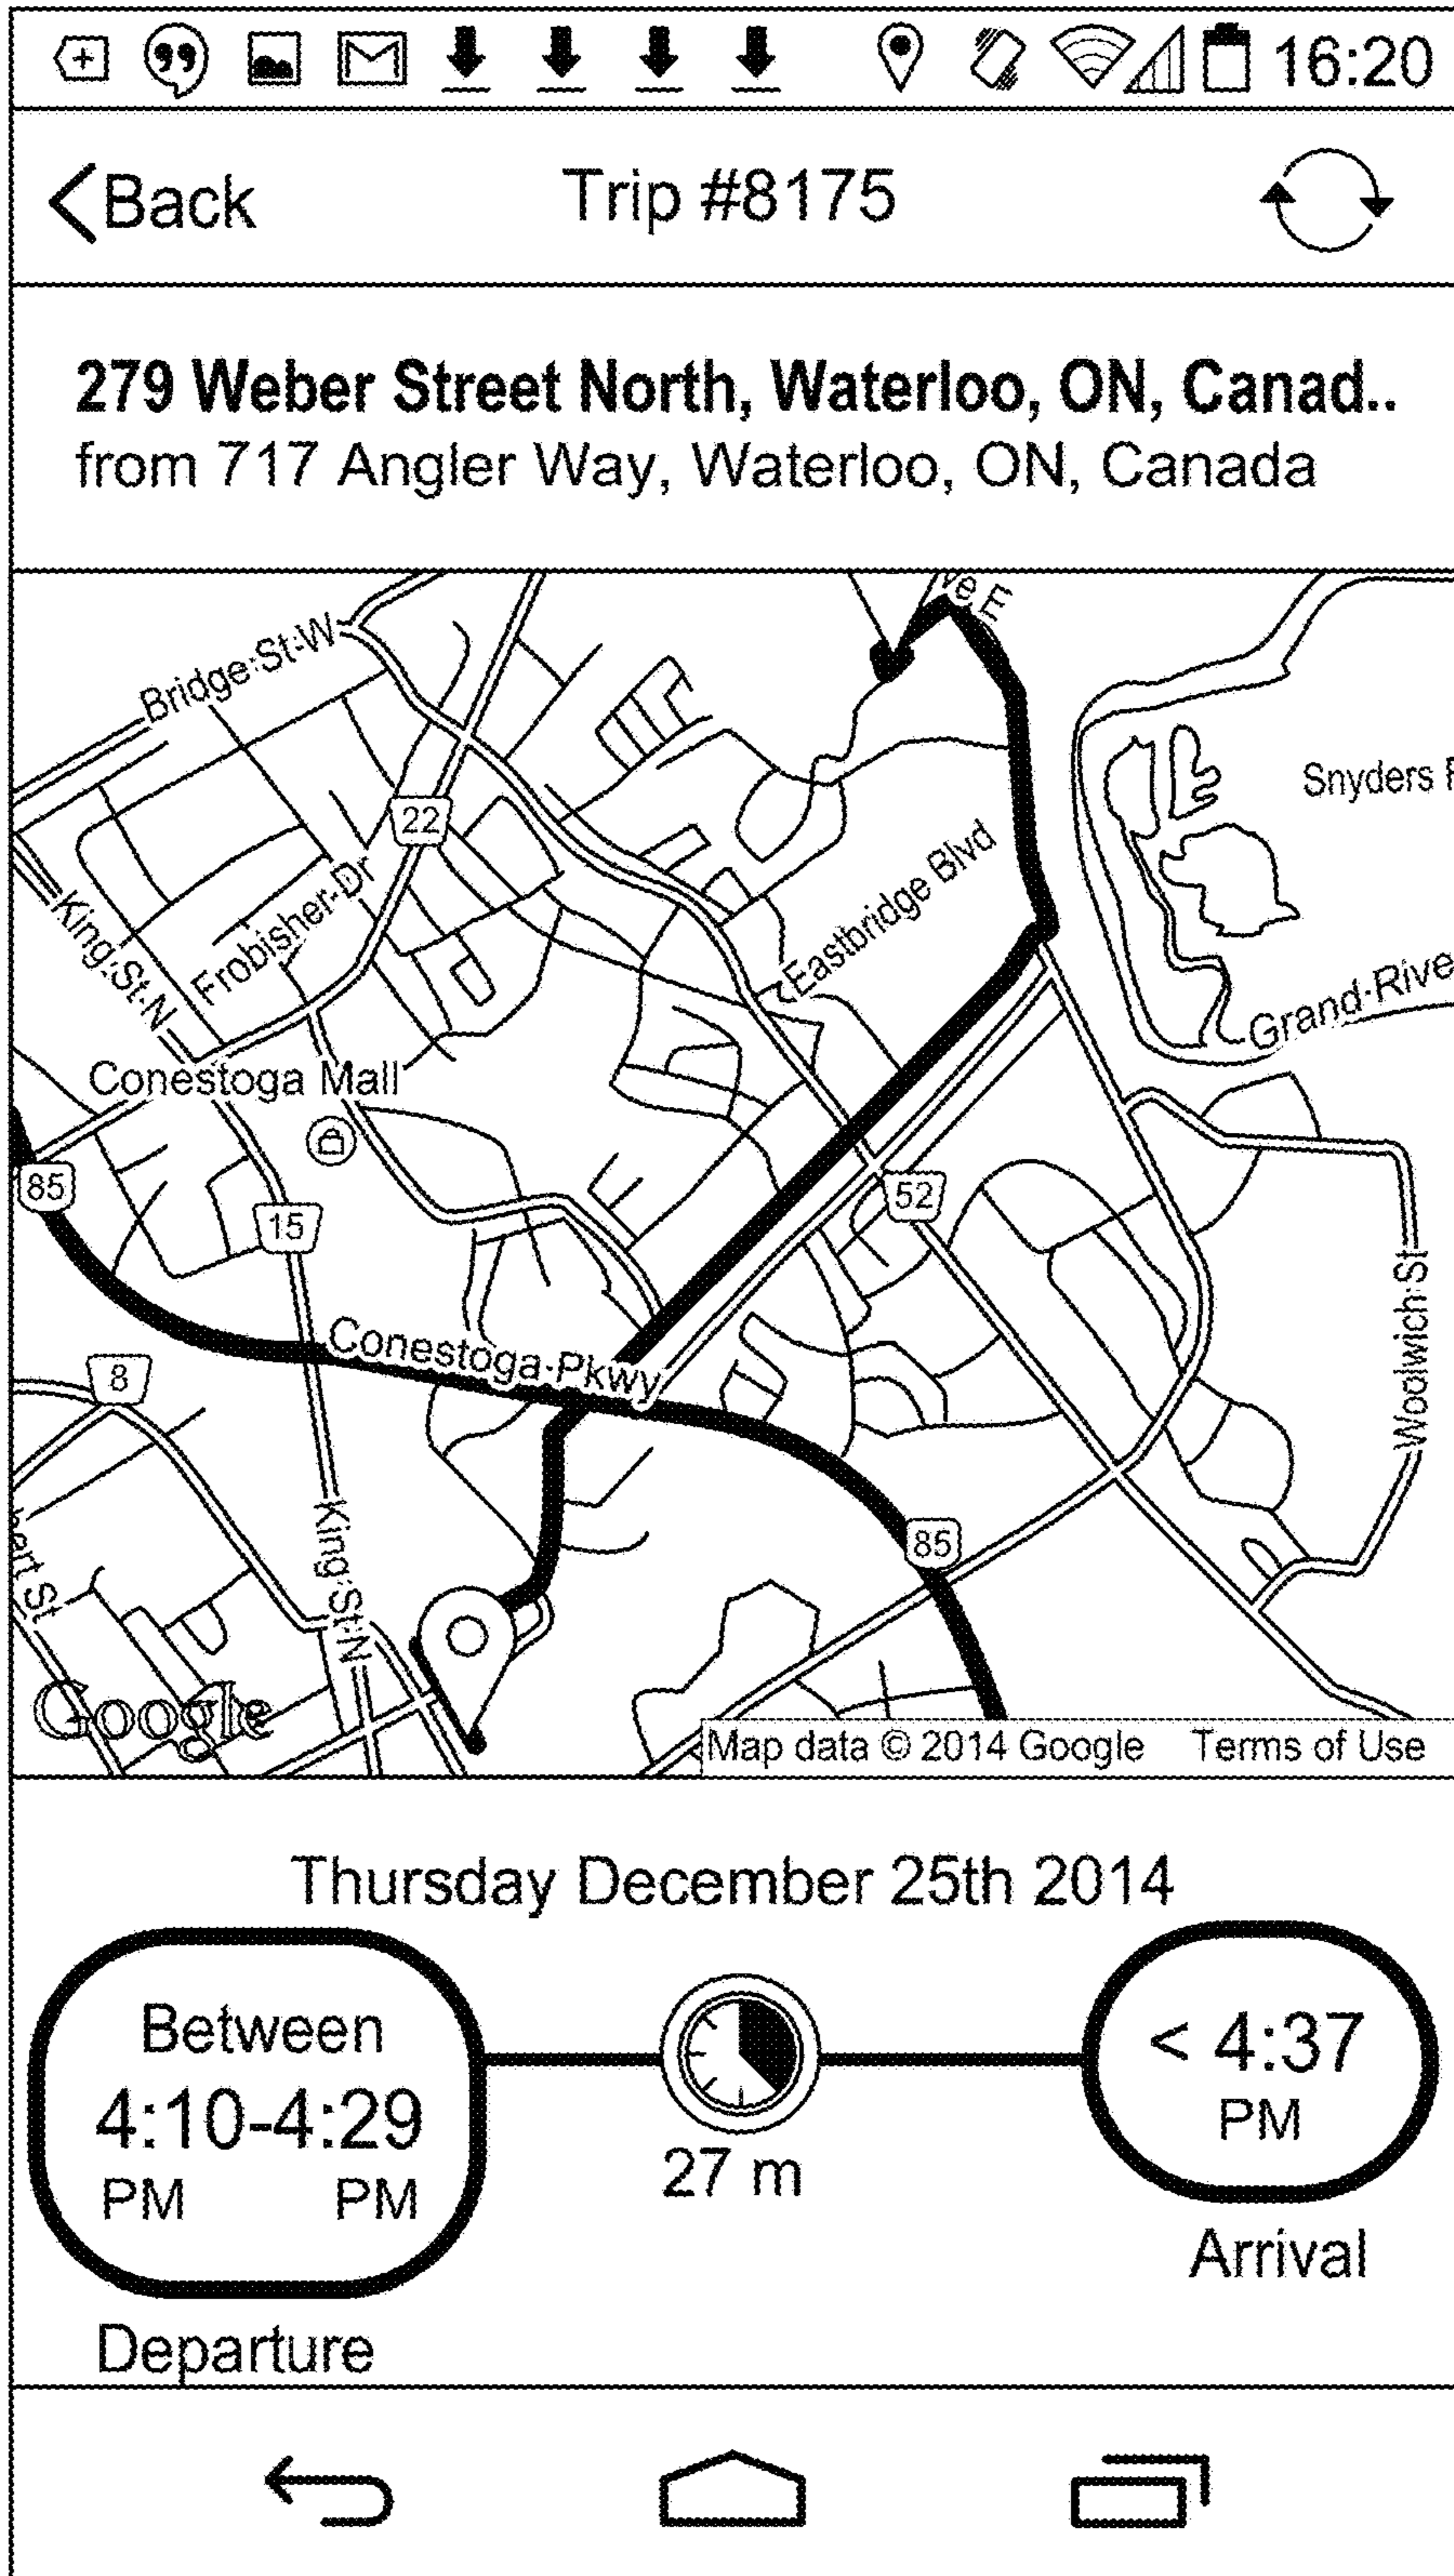 16:20
Back
Trip #8175
279 Weber Street North, Waterloo, ON, Canad..
from 717 Angler Way, Waterloo, ON, Canada
ve E
Bridge St W
Snyders
22
Eastbridge Blvd
King St N
Frobisher Dr
Grand Rive
Conestoga Mall
85
52
15
Woolwich St
Conestoga Pkwy
8
85
King St N
ert St
Google
Map data © 2014 Google Terms of Use
Thursday December 25th 2014
Between
4:10-4:29
PM PM
27 m
< 4:37
PM
Arrival
Departure